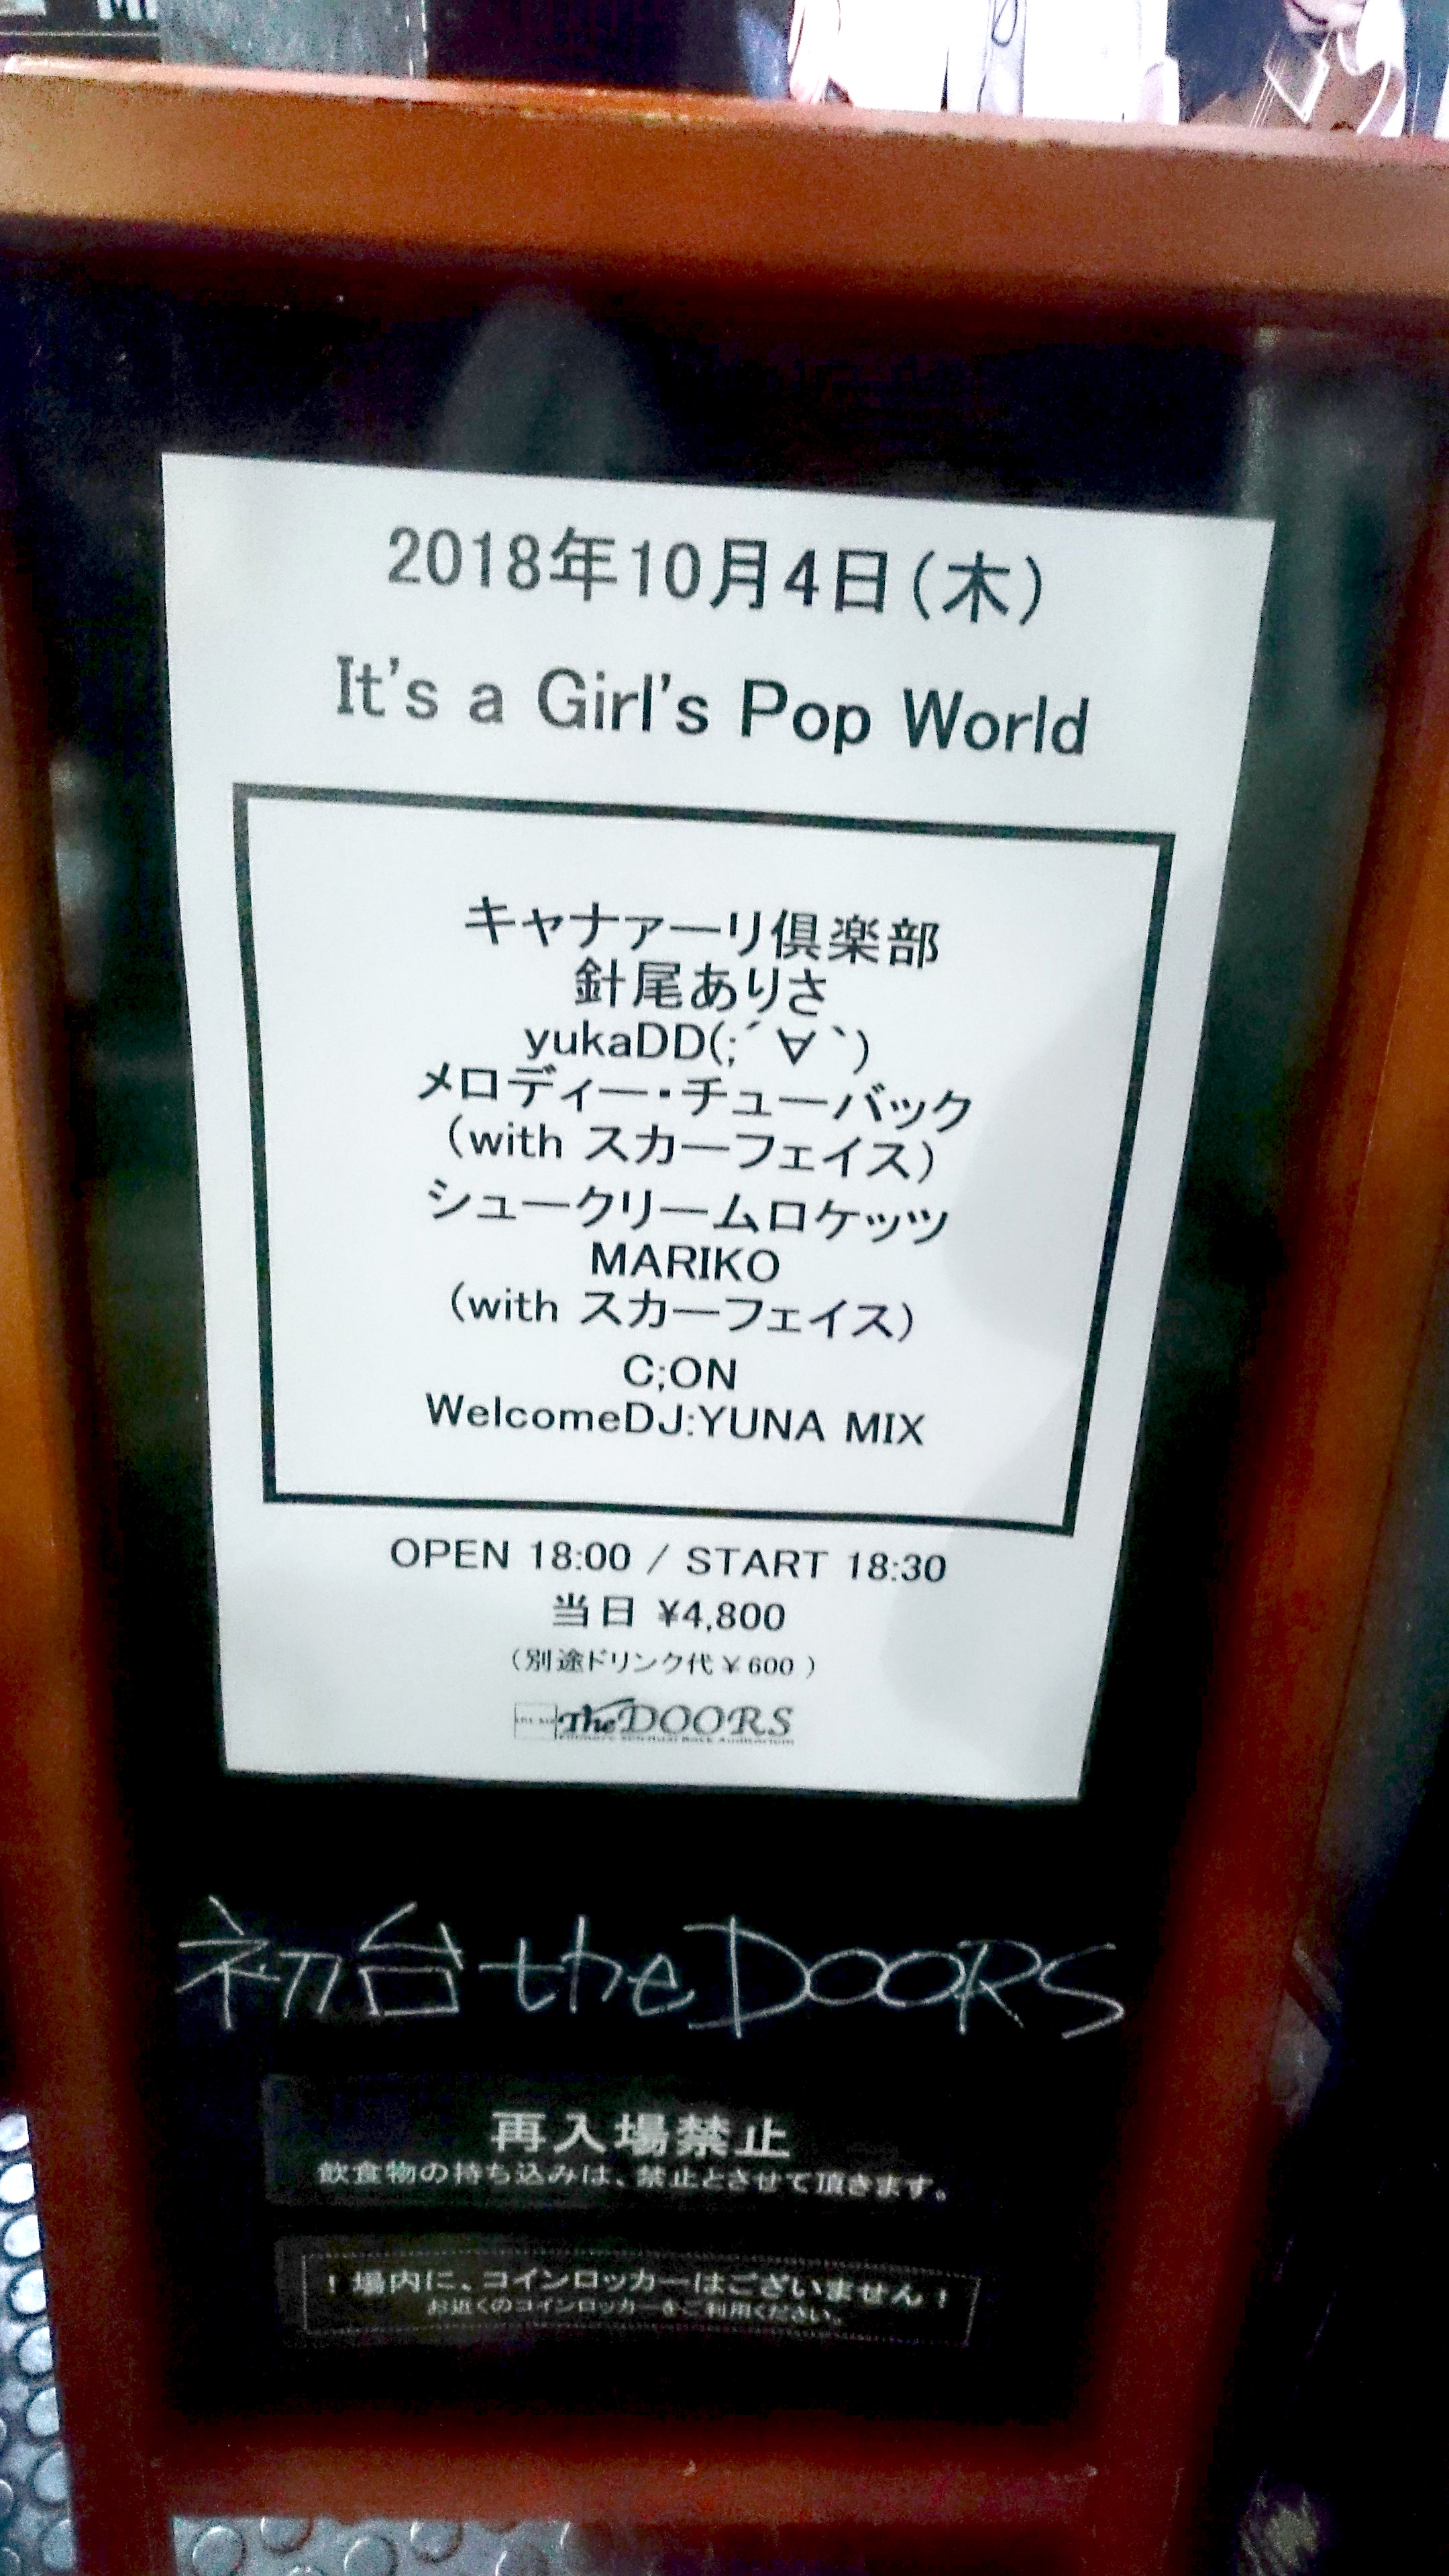 2018年10月4日(木)
It's a Girl's Pop World
キャナァーリ倶楽部
針尾ありさ
yukaDD(;´∀｀)
メロディー・チューバック
(with スカーフェイス)
シュークリームロケッツ
MARIKO
(with スカーフェイス)
C;ON
WelcomeDJ:YUNA MIX
OPEN 18:00 / START 18:30
当日 ¥4,800
(別途ドリンク代¥600)
The DOORS
初台 the DOORS
再入場禁止
飲食物の持ち込みは、禁止とさせて頂きます。
！場内に、コインロッカーはございません！
お近くのコインロッカーをご利用ください。